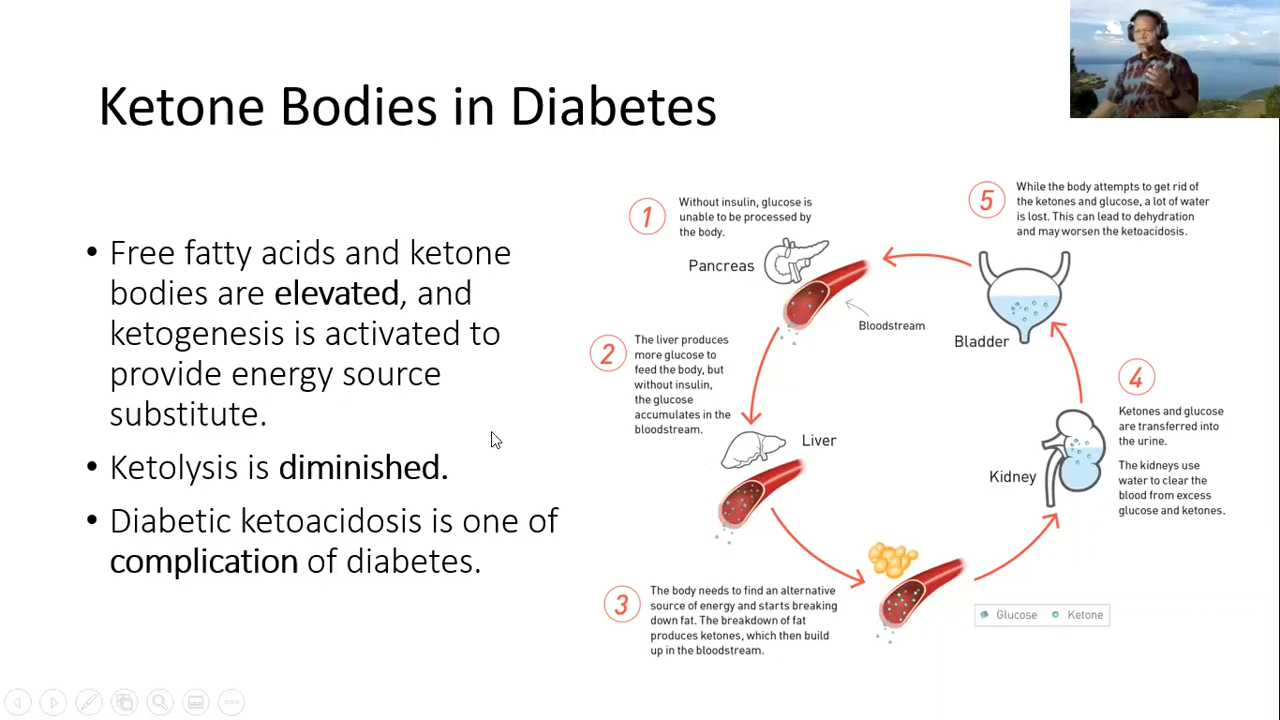 Ketone Bodies in Diabetes
• Free fatty acids and ketone
bodies are elevated, and
ketogenesis is activated to
provide energy source
substitute.
• Ketolysis is diminished.
• Diabetic ketoacidosis is one of
complication of diabetes.
1
Without insulin, glucose is
unable to be processed by
the body.
Pancreas
Bloodstream
2
The liver produces
more glucose to
feed the body, but
without insulin,
the glucose
accumulates in the
bloodstream.
Liver
3
The body needs to find an alternative
source of energy and starts breaking
down fat. The breakdown of fat
produces ketones, which then build
up in the bloodstream.
4
Ketones and glucose
are transferred into
the urine.
The kidneys use
water to clear the
blood from excess
glucose and ketones.
Kidney
5
While the body attempts to get rid of
the ketones and glucose, a lot of water
is lost. This can lead to dehydration
and may worsen the ketoacidosis.
Bladder
Glucose Ketone